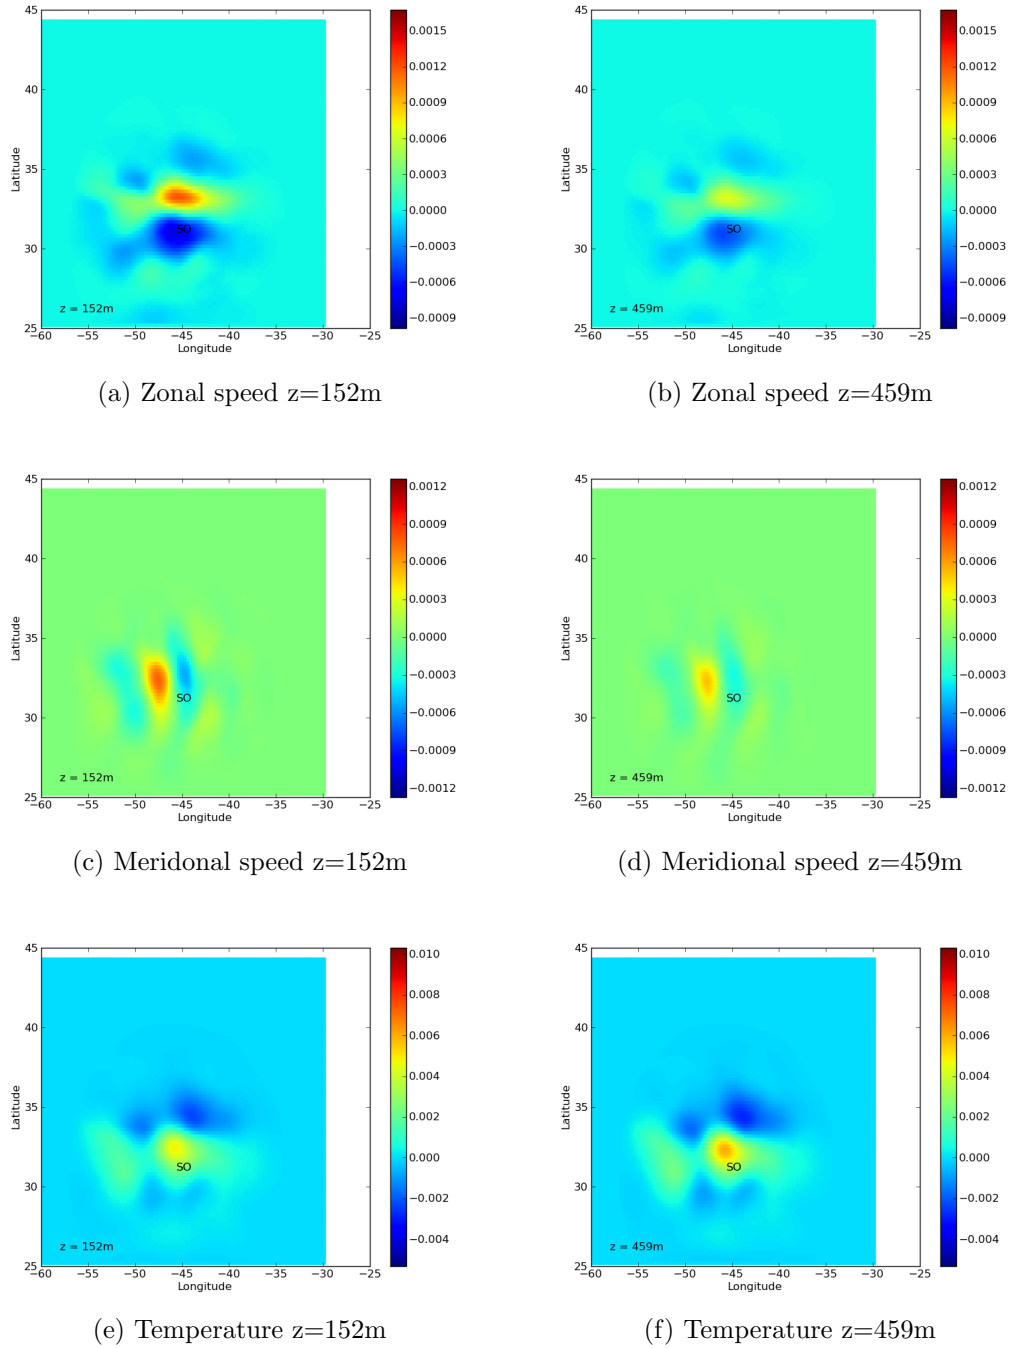 45
40
35
30
25
Latitude
−60 −55 −50 −45 −40 −35 −30 −25
Longitude
SO
z = 152m
0.0015
0.0012
0.0009
0.0006
0.0003
0.0000
−0.0003
−0.0006
−0.0009
(a) Zonal speed z=152m
45
40
35
30
25
Latitude
−60 −55 −50 −45 −40 −35 −30 −25
Longitude
SO
z = 459m
0.0015
0.0012
0.0009
0.0006
0.0003
0.0000
−0.0003
−0.0006
−0.0009
(b) Zonal speed z=459m
45
40
35
30
25
Latitude
−60 −55 −50 −45 −40 −35 −30 −25
Longitude
SO
z = 152m
0.0012
0.0009
0.0006
0.0003
0.0000
−0.0003
−0.0006
−0.0009
−0.0012
(c) Meridonal speed z=152m
45
40
35
30
25
Latitude
−60 −55 −50 −45 −40 −35 −30 −25
Longitude
SO
z = 459m
0.0012
0.0009
0.0006
0.0003
0.0000
−0.0003
−0.0006
−0.0009
−0.0012
(d) Meridional speed z=459m
45
40
35
30
25
Latitude
−60 −55 −50 −45 −40 −35 −30 −25
Longitude
SO
z = 152m
0.010
0.008
0.006
0.004
0.002
0.000
−0.002
−0.004
(e) Temperature z=152m
45
40
35
30
25
Latitude
−60 −55 −50 −45 −40 −35 −30 −25
Longitude
SO
z = 459m
0.010
0.008
0.006
0.004
0.002
0.000
−0.002
−0.004
(f) Temperature z=459m